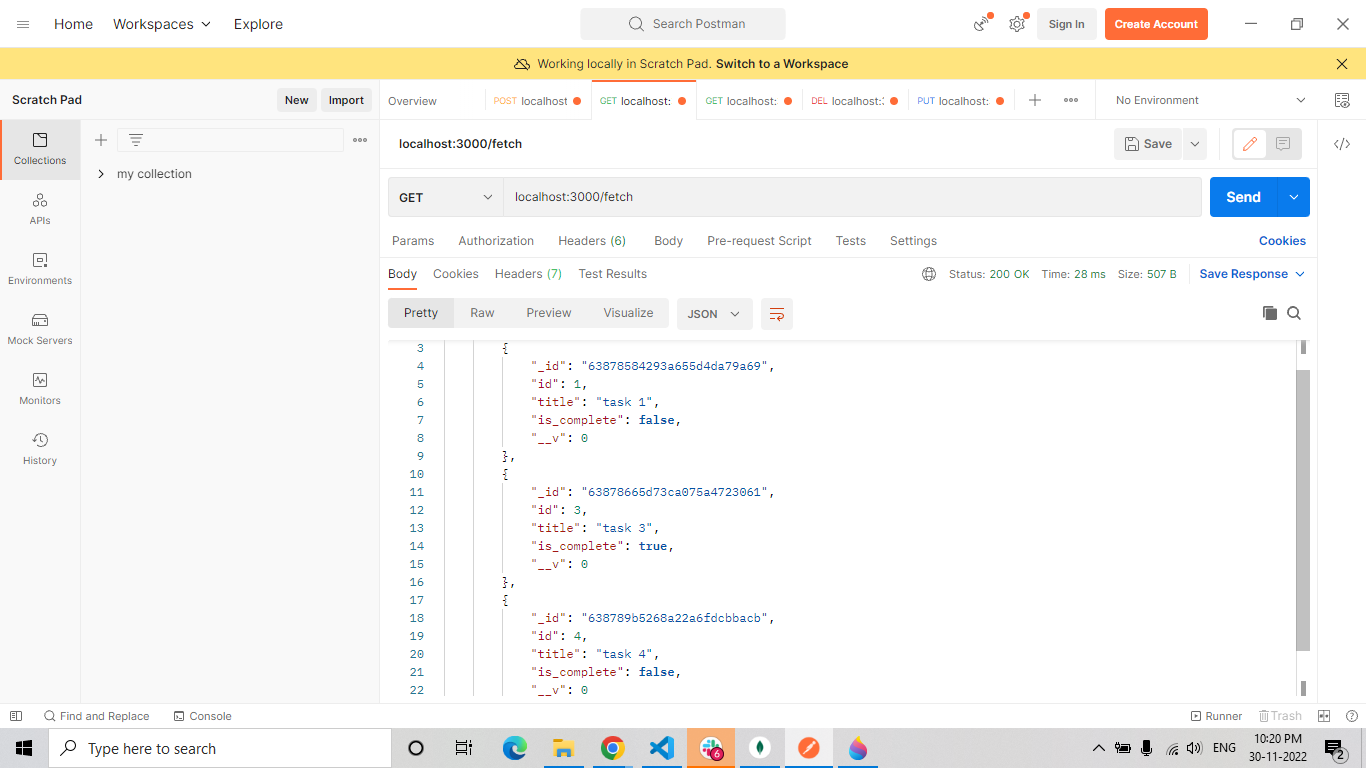 Home Workspaces Explore Search Postman Sign In Create Account
Working locally in Scratch Pad. Switch to a Workspace
Scratch Pad New Import Overview POST localhost GET localhost: GET localhost: DEL localhost: PUT localhost: No Environment
Collections
my collection
localhost:3000/fetch Save
GET localhost:3000/fetch Send
APIs
Params Authorization Headers (6) Body Pre-request Script Tests Settings Cookies
Environments
Body Cookies Headers (7) Test Results Status: 200 OK Time: 28 ms Size: 507 B Save Response
Pretty Raw Preview Visualize JSON
Mock Servers
Monitors
History
3 {
4 "_id": "63878584293a655d4da79a69",
5 "id": 1,
6 "title": "task 1",
7 "is_complete": false,
8 "__v": 0
9 },
10 {
11 "_id": "63878665d73ca075a4723061",
12 "id": 3,
13 "title": "task 3",
14 "is_complete": true,
15 "__v": 0
16 },
17 {
18 "_id": "638789b5268a22a6fdcbbacb",
19 "id": 4,
20 "title": "task 4",
21 "is_complete": false,
22 "__v": 0
Find and Replace Console Runner Trash
Type here to search 6 ENG 10:20 PM
30-11-2022 2